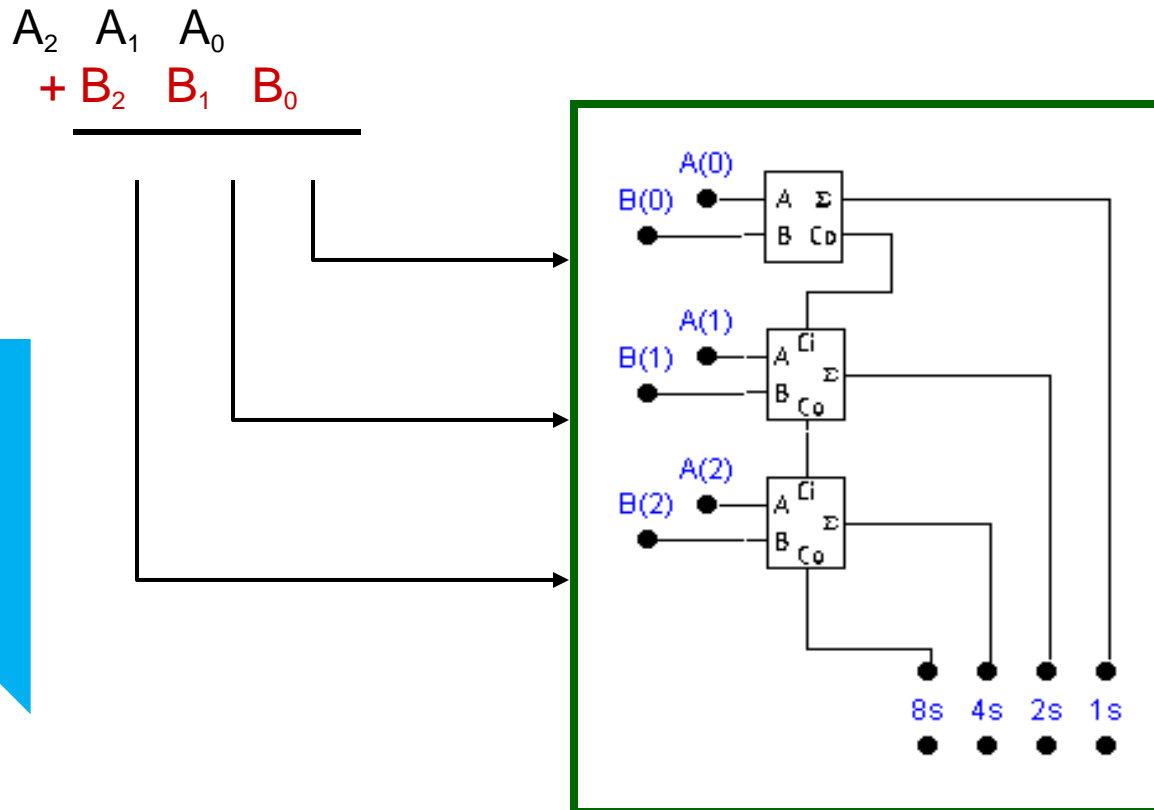 A₂ A₁ A₀
+ B₂ B₁ B₀
A(0)
B(0)
A Σ
B Co
A(1)
B(1)
Ci
A
Σ
B
Co
A(2)
B(2)
Ci
A
Σ
B
Co
8s 4s 2s 1s